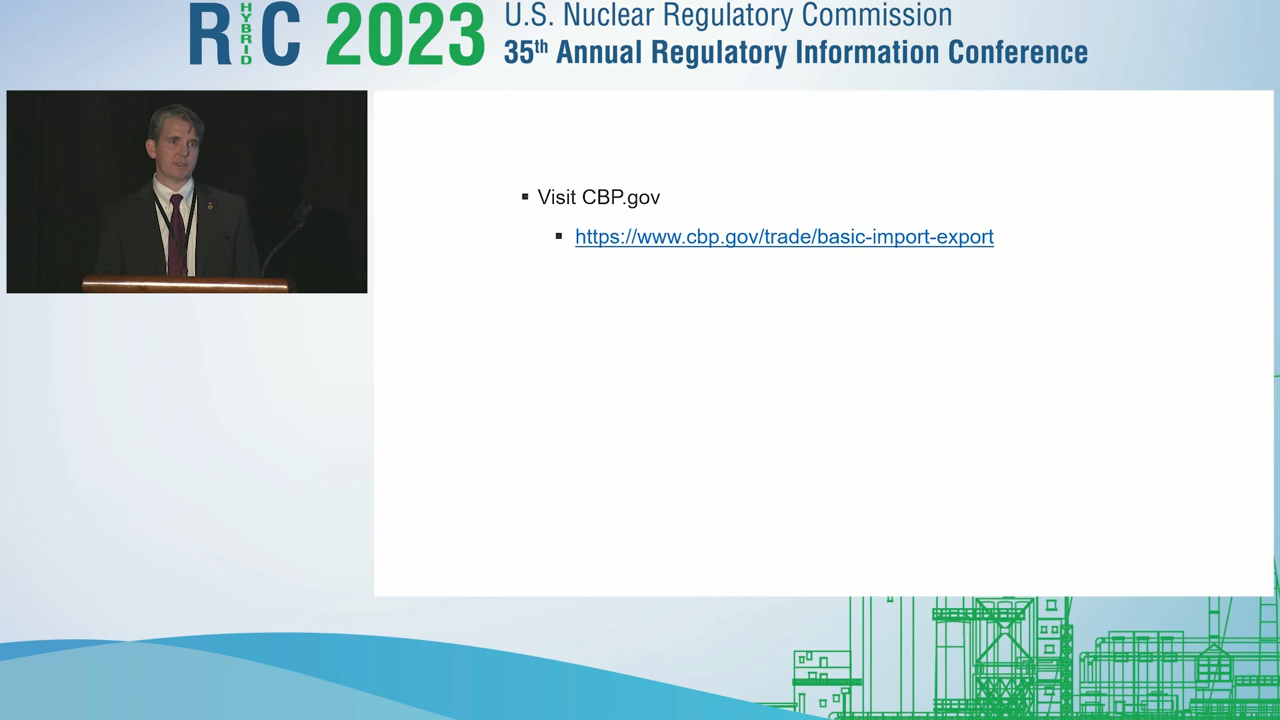 RIC HYBRID 2023
U.S. Nuclear Regulatory Commission
35th Annual Regulatory Information Conference
▪ Visit CBP.gov
▪ https://www.cbp.gov/trade/basic-import-export